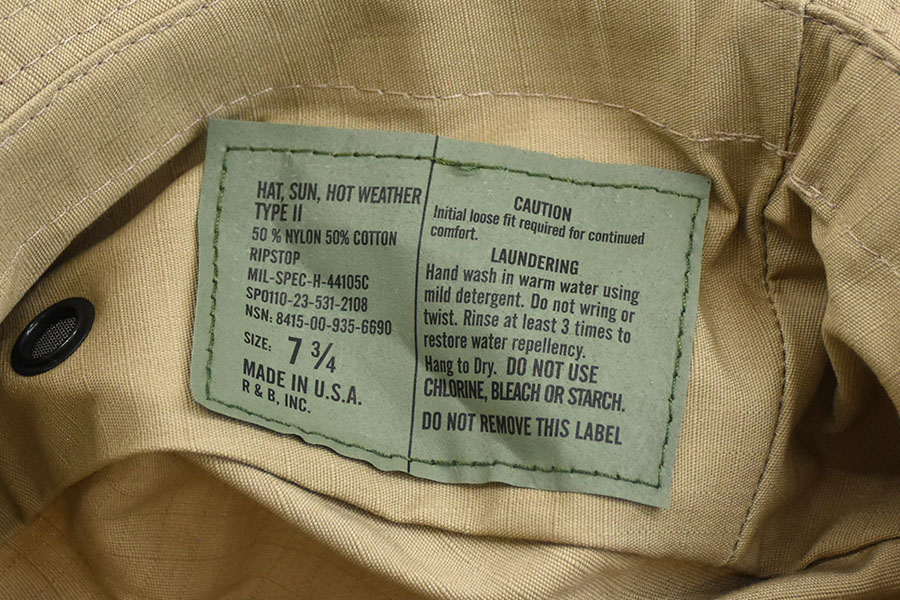 HAT, SUN, HOT WEATHER
TYPE II
50 % NYLON 50% COTTON
RIPSTOP
MIL-SPEC-H-44105C
SPO110-23-531-2108
NSN: 8415-00-935-6690
SIZE: 7 3/4
MADE IN U.S.A.
R & B, INC.
CAUTION
Initial loose fit required for continued
comfort.
LAUNDERING
Hand wash in warm water using
mild detergent. Do not wring or
twist. Rinse at least 3 times to
restore water repellency.
Hang to Dry. DO NOT USE
CHLORINE, BLEACH OR STARCH.
DO NOT REMOVE THIS LABEL